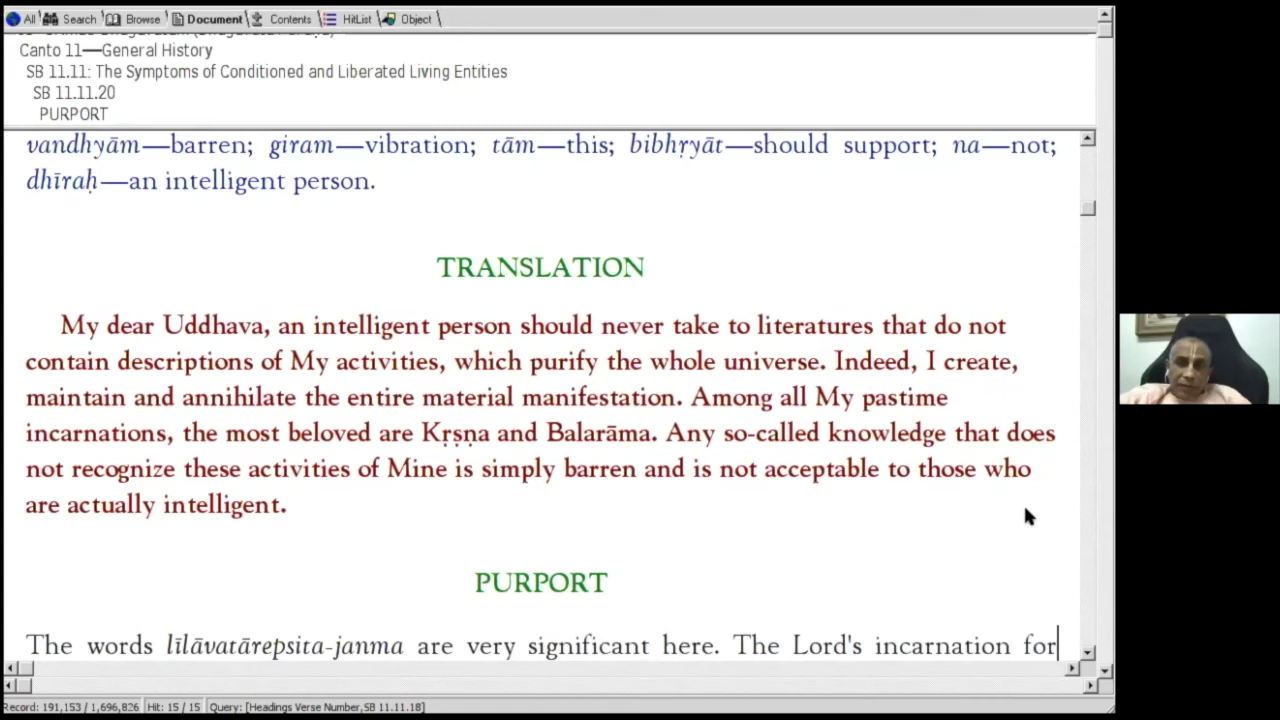 All Search Browse Document Contents HitList Object
Canto 11—General History
SB 11.11: The Symptoms of Conditioned and Liberated Living Entities
SB 11.11.20
PURPORT
vandhyām—barren; giram—vibration; tām—this; bibhṛyāt—should support; na—not;
dhīraḥ—an intelligent person.
TRANSLATION
My dear Uddhava, an intelligent person should never take to literatures that do not
contain descriptions of My activities, which purify the whole universe. Indeed, I create,
maintain and annihilate the entire material manifestation. Among all My pastime
incarnations, the most beloved are Kṛṣṇa and Balarāma. Any so-called knowledge that does
not recognize these activities of Mine is simply barren and is not acceptable to those who
are actually intelligent.
PURPORT
The words līlāvatārepsita-janma are very significant here. The Lord's incarnation for
Record: 191,153 / 1,696,826 Hit: 15 / 15 Query: [Headings Verse Number,SB 11.11.18]